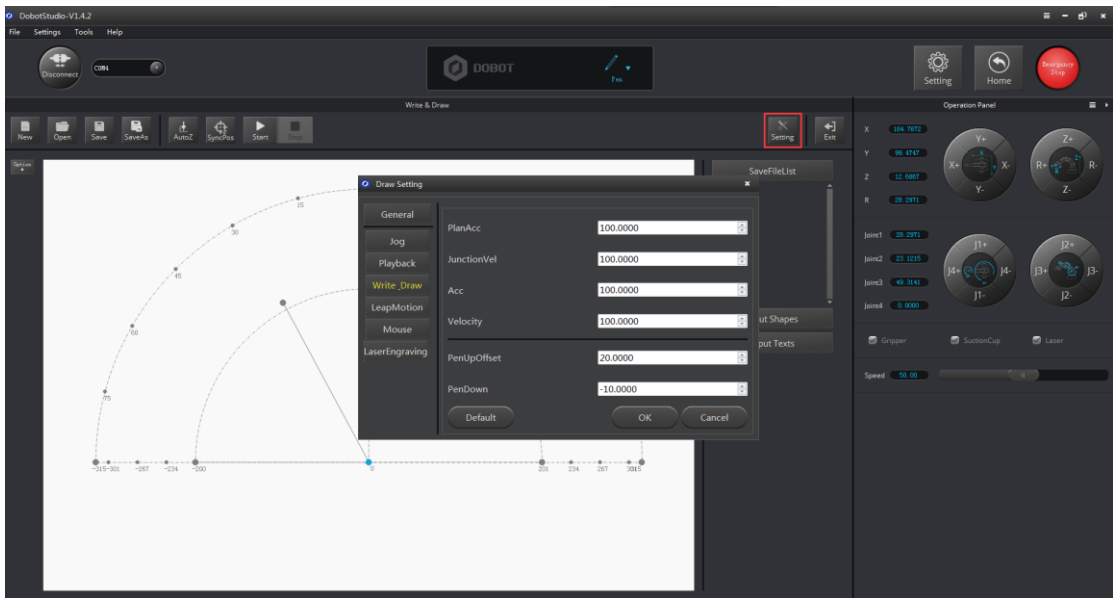 DobotStudio-V1.4.2
File Settings Tools Help
Disconnect
COM4
DOBOT
Pen
Setting
Home
Emergency
Stop
Write & Draw
Operation Panel
New Open Save SaveAs AutoZ SyncPos Start Setting Exit
Option
SaveFileList
Draw Setting
General
Jog
Playback
Write _Draw
LeapMotion
Mouse
LaserEngraving
PlanAcc 100.0000
JunctionVel 100.0000
Acc 100.0000
Velocity 100.0000
PenUpOffset 20.0000
PenDown -10.0000
Default OK Cancel
ut Shapes
put Texts
15
30
45
60
75
-315 -301 -267 -234 -200 0 201 234 267 301 315
X 104.7672
Y 99.4747
Z 12.6867
R 28.2971
Y+
X+ X-
Y-
Z+
R+ R-
Z-
Joint1 28.2971
Joint2 23.1215
Joint3 49.3141
Joint4 0.0000
J1+
J4+ J4-
J1-
J2+
J3+ J3-
J2-
Gripper SuctionCup Laser
Speed 50.00